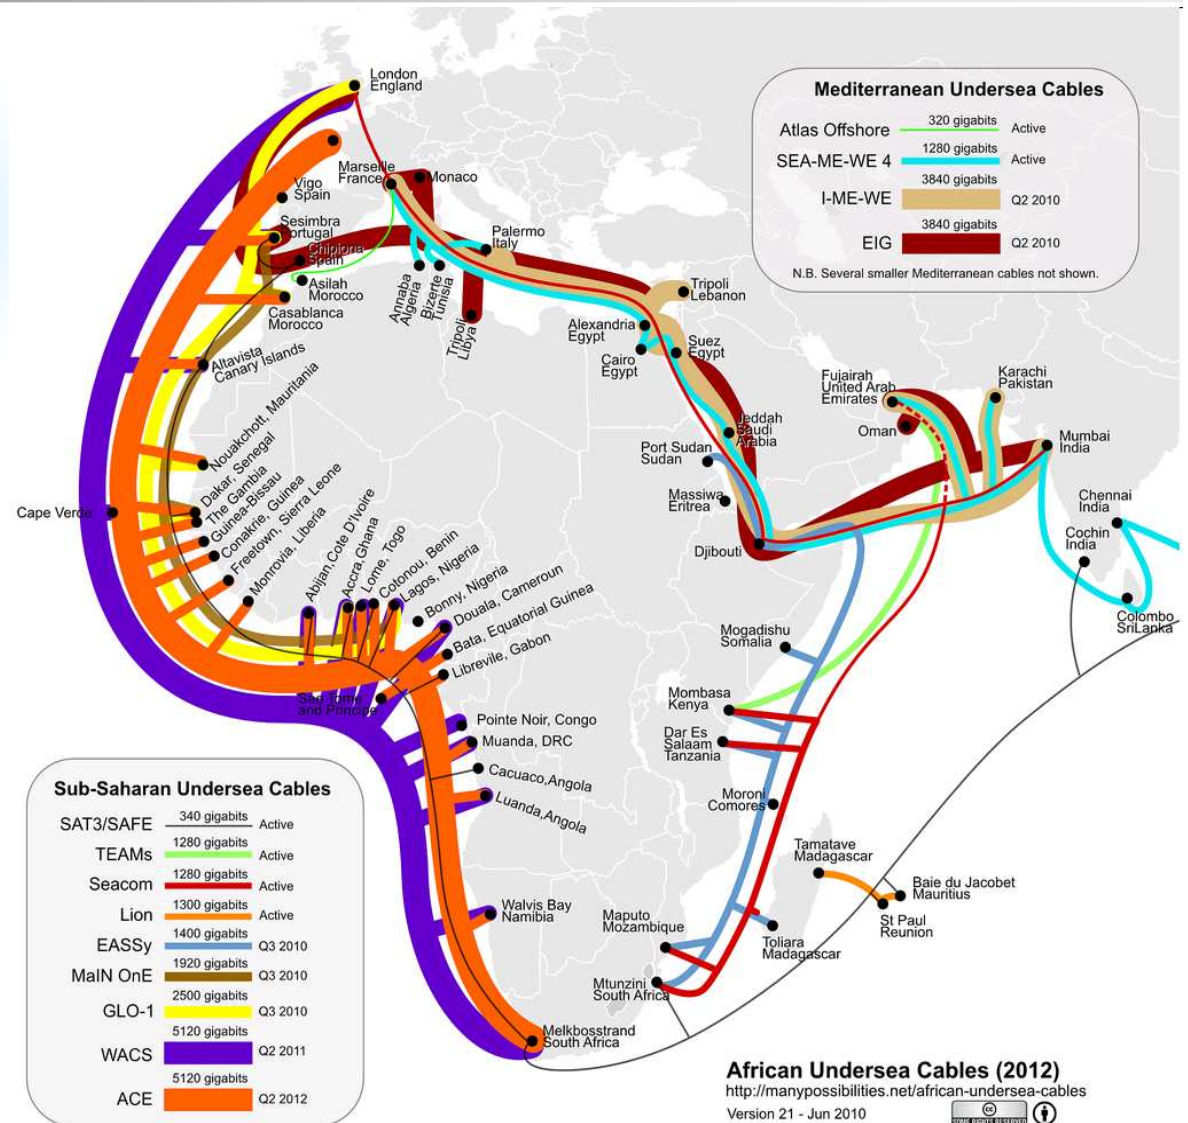 London
England
Marseille
France
Monaco
Vigo
Spain
Sesimbra
Portugal
Chipiona
Spain
Asilah
Morocco
Casablanca
Morocco
Palermo
Italy
Annaba
Algeria
Bizerte
Tunisia
Tripoli
Libya
Tripoli
Lebanon
Alexandria
Egypt
Cairo
Egypt
Suez
Egypt
Altavista
Canary Islands
Nouakchott, Mauritania
Dakar, Senegal
The Gambia
Guinea-Bissau
Conakrie, Guinea
Freetown, Sierra Leone
Monrovia, Liberia
Cape Verde
Abijan,Cote D'Ivoire
Accra,Ghana
Lome, Togo
Cotonou, Benin
Lagos, Nigeria
Bonny, Nigeria
Douala, Cameroun
Bata, Equatorial Guinea
Librevile, Gabon
Sao Tome
and Principe
Pointe Noir, Congo
Muanda, DRC
Cacuaco,Angola
Luanda,Angola
Walvis Bay
Namibia
Melkbosstrand
South Africa
Jeddah
Saudi
Arabia
Port Sudan
Sudan
Massiwa
Eritrea
Djibouti
Fujairah
United Arab
Emirates
Oman
Karachi
Pakistan
Mumbai
India
Chennai
India
Cochin
India
Colombo
SriLanka
Mogadishu
Somalia
Mombasa
Kenya
Dar Es
Salaam
Tanzania
Moroni
Comores
Tamatave
Madagascar
Baie du Jacobet
Mauritius
St Paul
Reunion
Toliara
Madagascar
Maputo
Mozambique
Mtunzini
South Africa
Mediterranean Undersea Cables
Atlas Offshore 320 gigabits Active
SEA-ME-WE 4 1280 gigabits Active
I-ME-WE 3840 gigabits Q2 2010
EIG 3840 gigabits Q2 2010
N.B. Several smaller Mediterranean cables not shown.
Sub-Saharan Undersea Cables
SAT3/SAFE 340 gigabits Active
TEAMs 1280 gigabits Active
Seacom 1280 gigabits Active
Lion 1300 gigabits Active
EASSy 1400 gigabits Q3 2010
MaIN OnE 1920 gigabits Q3 2010
GLO-1 2500 gigabits Q3 2010
WACS 5120 gigabits Q2 2011
ACE 5120 gigabits Q2 2012
African Undersea Cables (2012)
http://manypossibilities.net/african-undersea-cables
Version 21 - Jun 2010
cc
SOME RIGHTS RESERVED